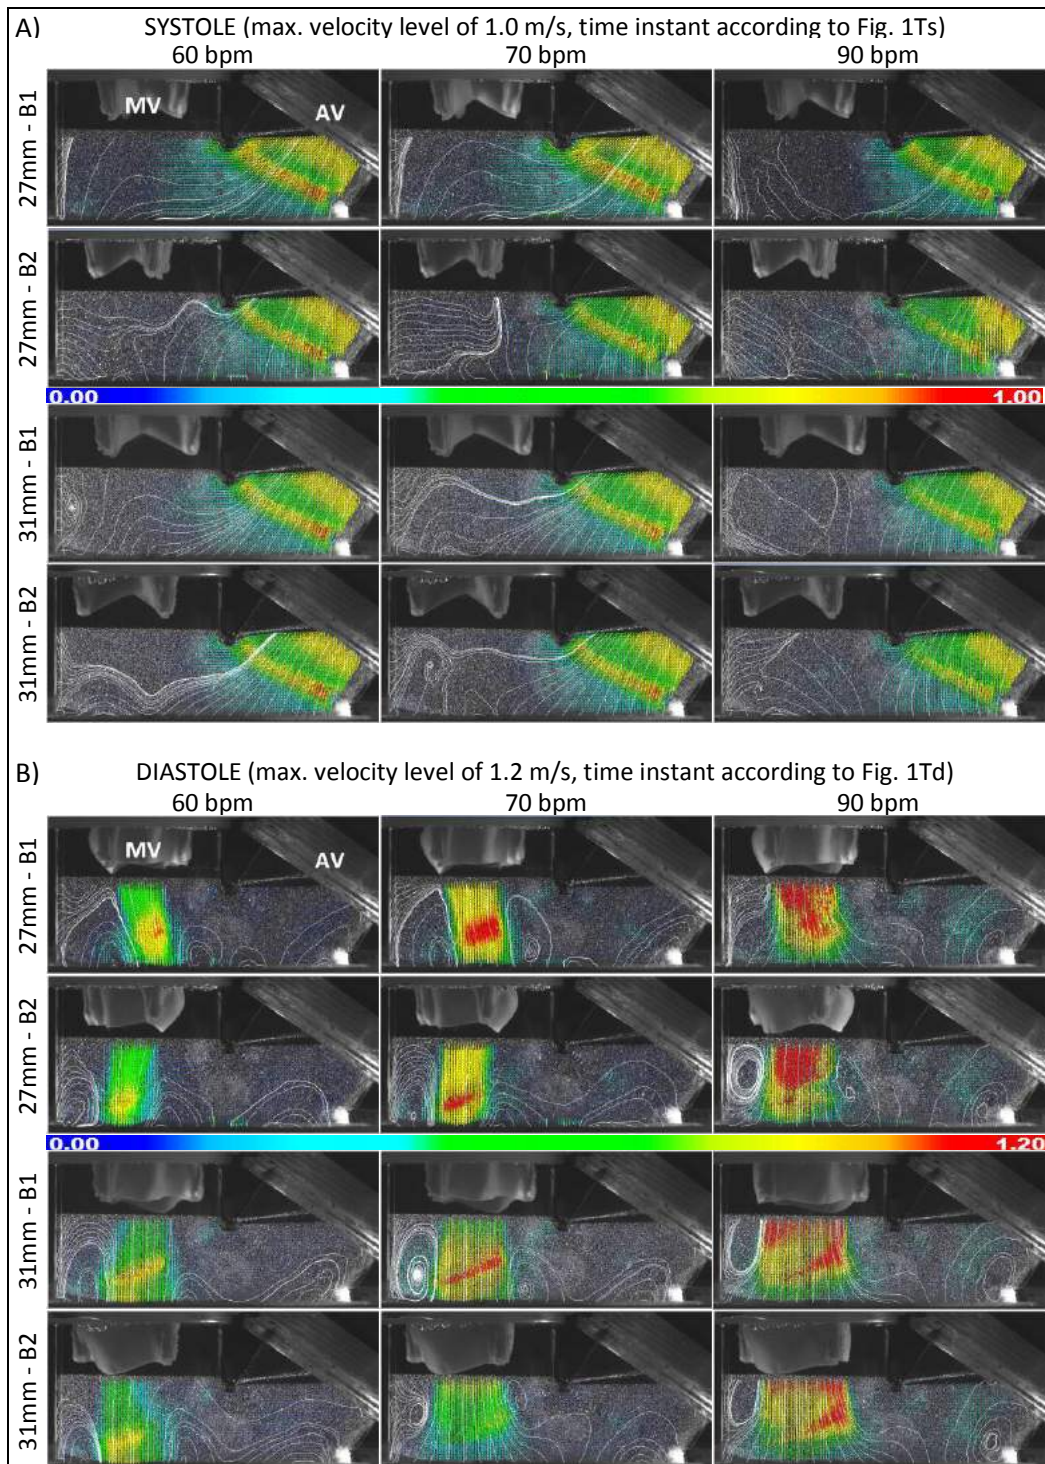 A) SYSTOLE (max. velocity level of 1.0 m/s, time instant according to Fig. 1Ts)
60 bpm 70 bpm 90 bpm
27mm - B1
MV AV
27mm - B2
0.00 1.00
31mm - B1
31mm - B2
B) DIASTOLE (max. velocity level of 1.2 m/s, time instant according to Fig. 1Td)
60 bpm 70 bpm 90 bpm
27mm - B1
MV AV
27mm - B2
0.00 1.20
31mm - B1
31mm - B2